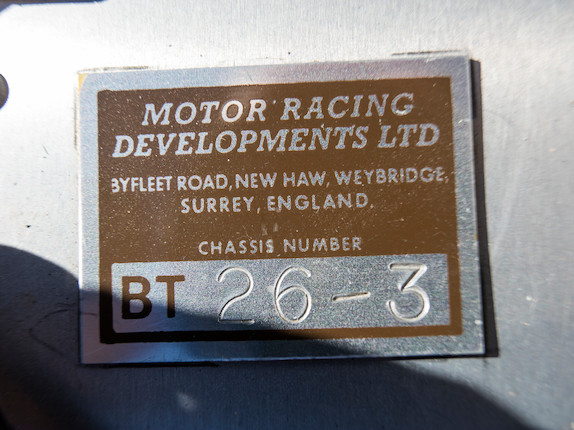 MOTOR RACING
DEVELOPMENTS LTD
BYFLEET ROAD, NEW HAW, WEYBRIDGE,
SURREY, ENGLAND.
CHASSIS NUMBER
BT 26-3